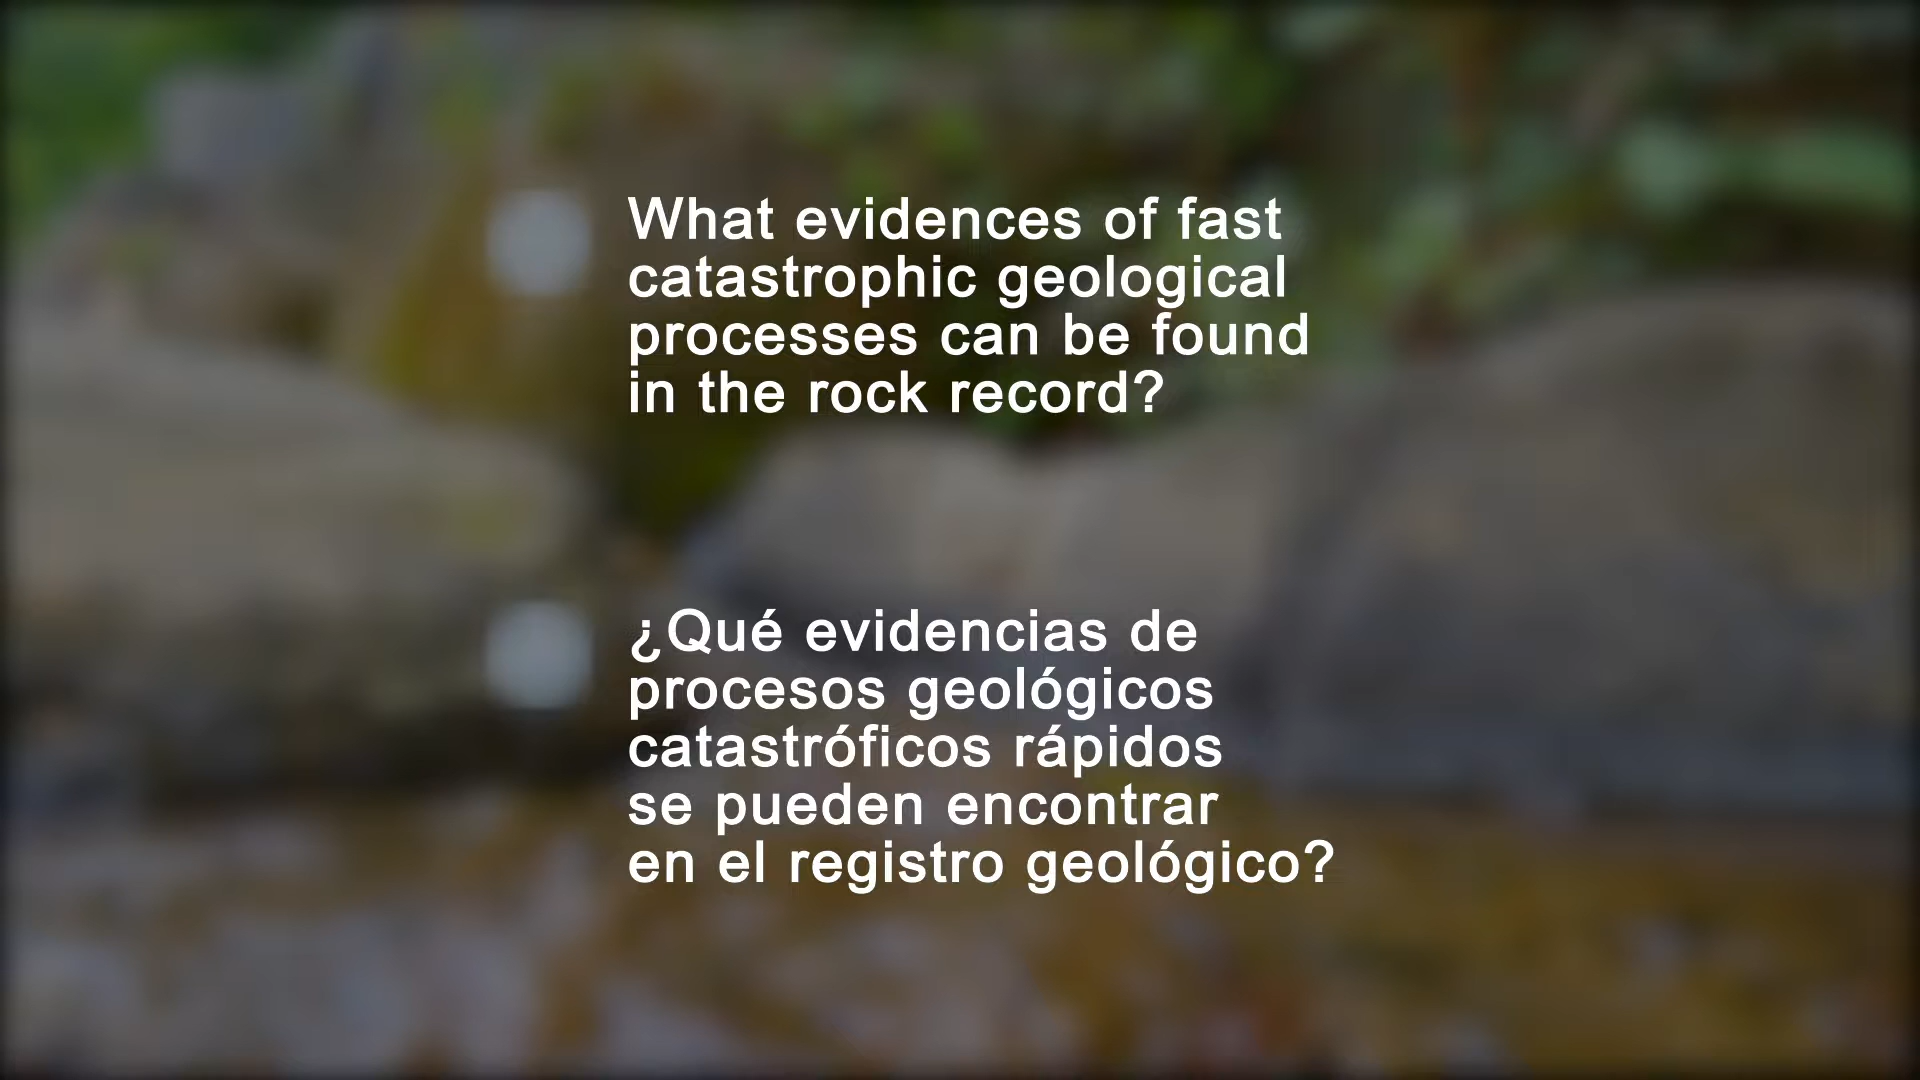 What evidences of fast
catastrophic geological
processes can be found
in the rock record?
¿Qué evidencias de
procesos geológicos
catastróficos rápidos
se pueden encontrar
en el registro geológico?